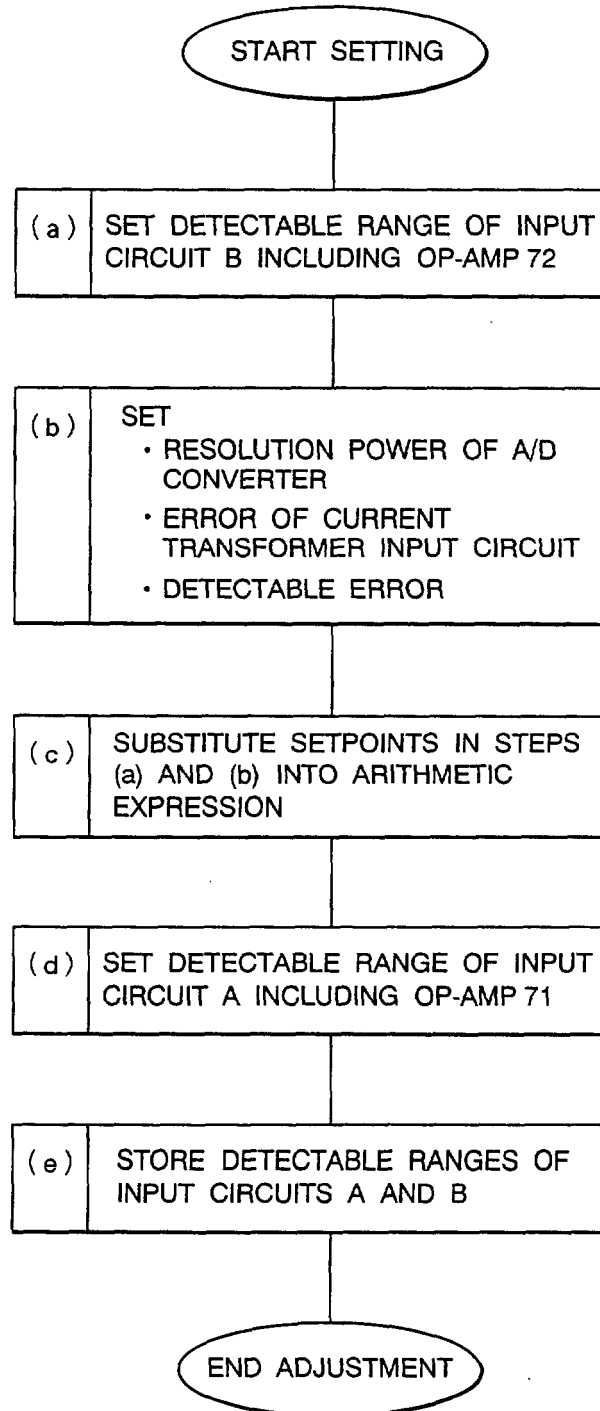 START SETTING
(a) SET DETECTABLE RANGE OF INPUT
CIRCUIT B INCLUDING OP-AMP 72
(b) SET
· RESOLUTION POWER OF A/D
CONVERTER
· ERROR OF CURRENT
TRANSFORMER INPUT CIRCUIT
· DETECTABLE ERROR
(c) SUBSTITUTE SETPOINTS IN STEPS
(a) AND (b) INTO ARITHMETIC
EXPRESSION
(d) SET DETECTABLE RANGE OF INPUT
CIRCUIT A INCLUDING OP-AMP 71
(e) STORE DETECTABLE RANGES OF
INPUT CIRCUITS A AND B
END ADJUSTMENT